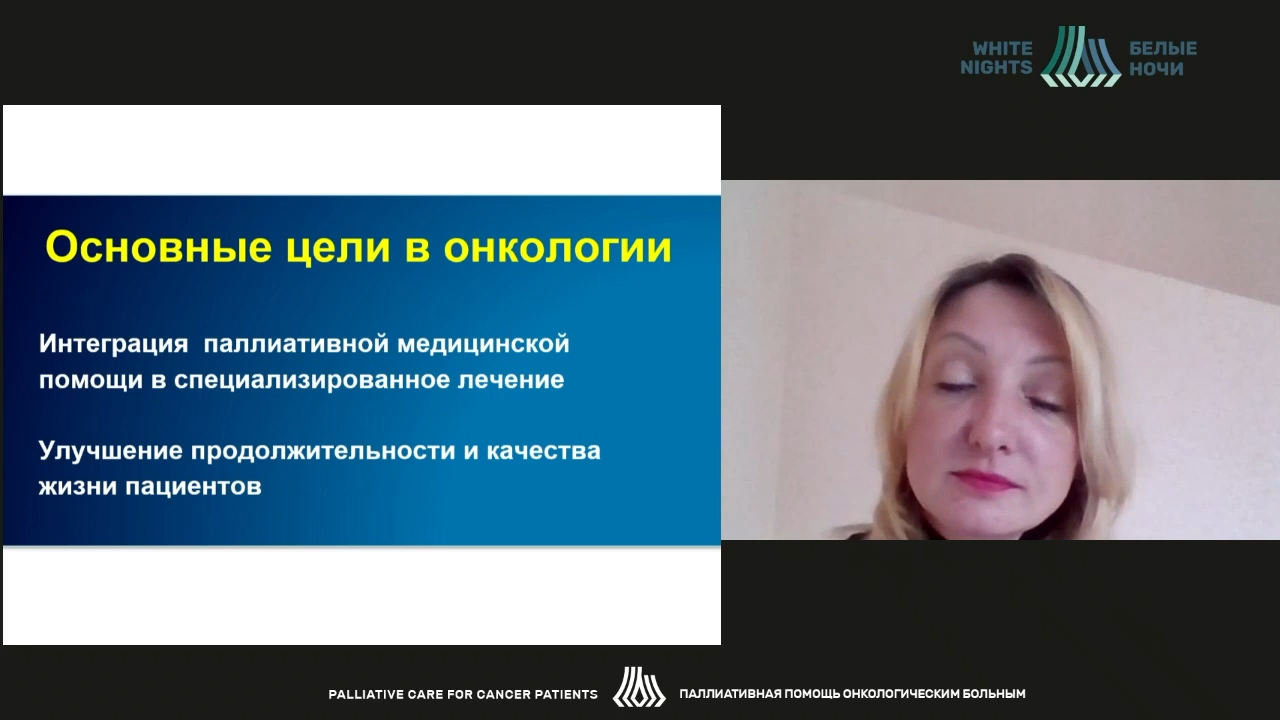 WHITE
NIGHTS
БЕЛЫЕ
НОЧИ
Основные цели в онкологии
Интеграция  паллиативной медицинской
помощи в специализированное лечение
Улучшение продолжительности и качества
жизни пациентов
PALLIATIVE CARE FOR CANCER PATIENTS
ПАЛЛИАТИВНАЯ ПОМОЩЬ ОНКОЛОГИЧЕСКИМ БОЛЬНЫМ